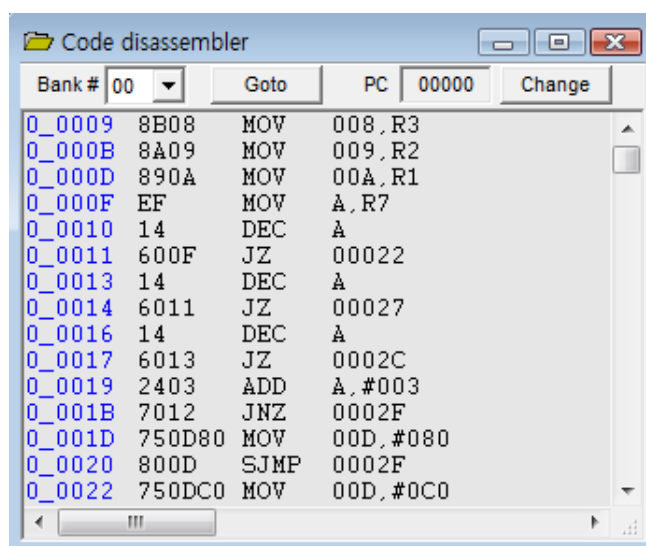 Code disassembler
Bank # 00 Goto PC 00000 Change
0_0009 8B08 MOV 008,R3
0_000B 8A09 MOV 009,R2
0_000D 890A MOV 00A,R1
0_000F EF MOV A,R7
0_0010 14 DEC A
0_0011 600F JZ 00022
0_0013 14 DEC A
0_0014 6011 JZ 00027
0_0016 14 DEC A
0_0017 6013 JZ 0002C
0_0019 2403 ADD A,#003
0_001B 7012 JNZ 0002F
0_001D 750D80 MOV 00D,#080
0_0020 800D SJMP 0002F
0_0022 750DC0 MOV 00D,#0C0